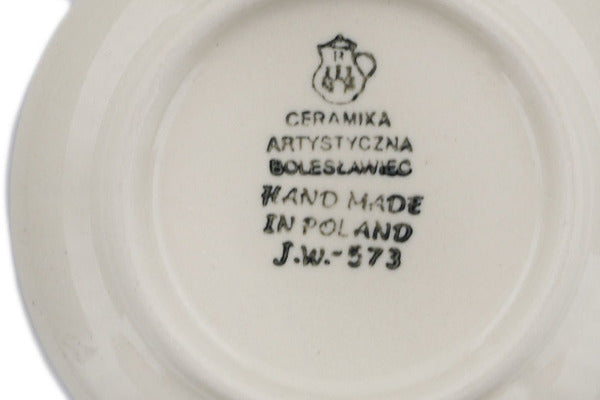 CERAMIKA
ARTYSTYCZNA
BOLESŁAWIEC
HAND MADE
IN POLAND
J.W.-573